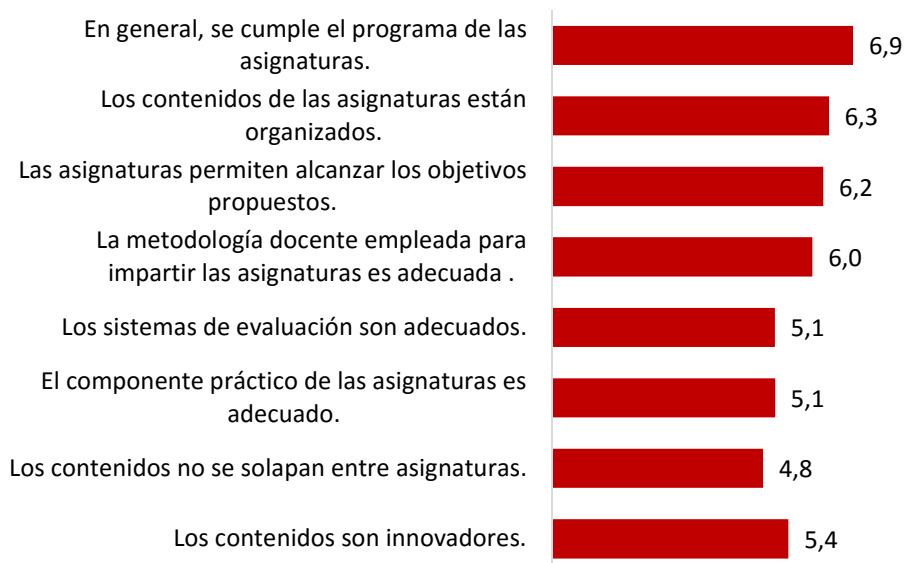 En general, se cumple el programa de las
asignaturas.
6,9
Los contenidos de las asignaturas están
organizados.
6,3
Las asignaturas permiten alcanzar los objetivos
propuestos.
6,2
La metodología docente empleada para
impartir las asignaturas es adecuada .
6,0
Los sistemas de evaluación son adecuados.
5,1
El componente práctico de las asignaturas es
adecuado.
5,1
Los contenidos no se solapan entre asignaturas.
4,8
Los contenidos son innovadores.
5,4